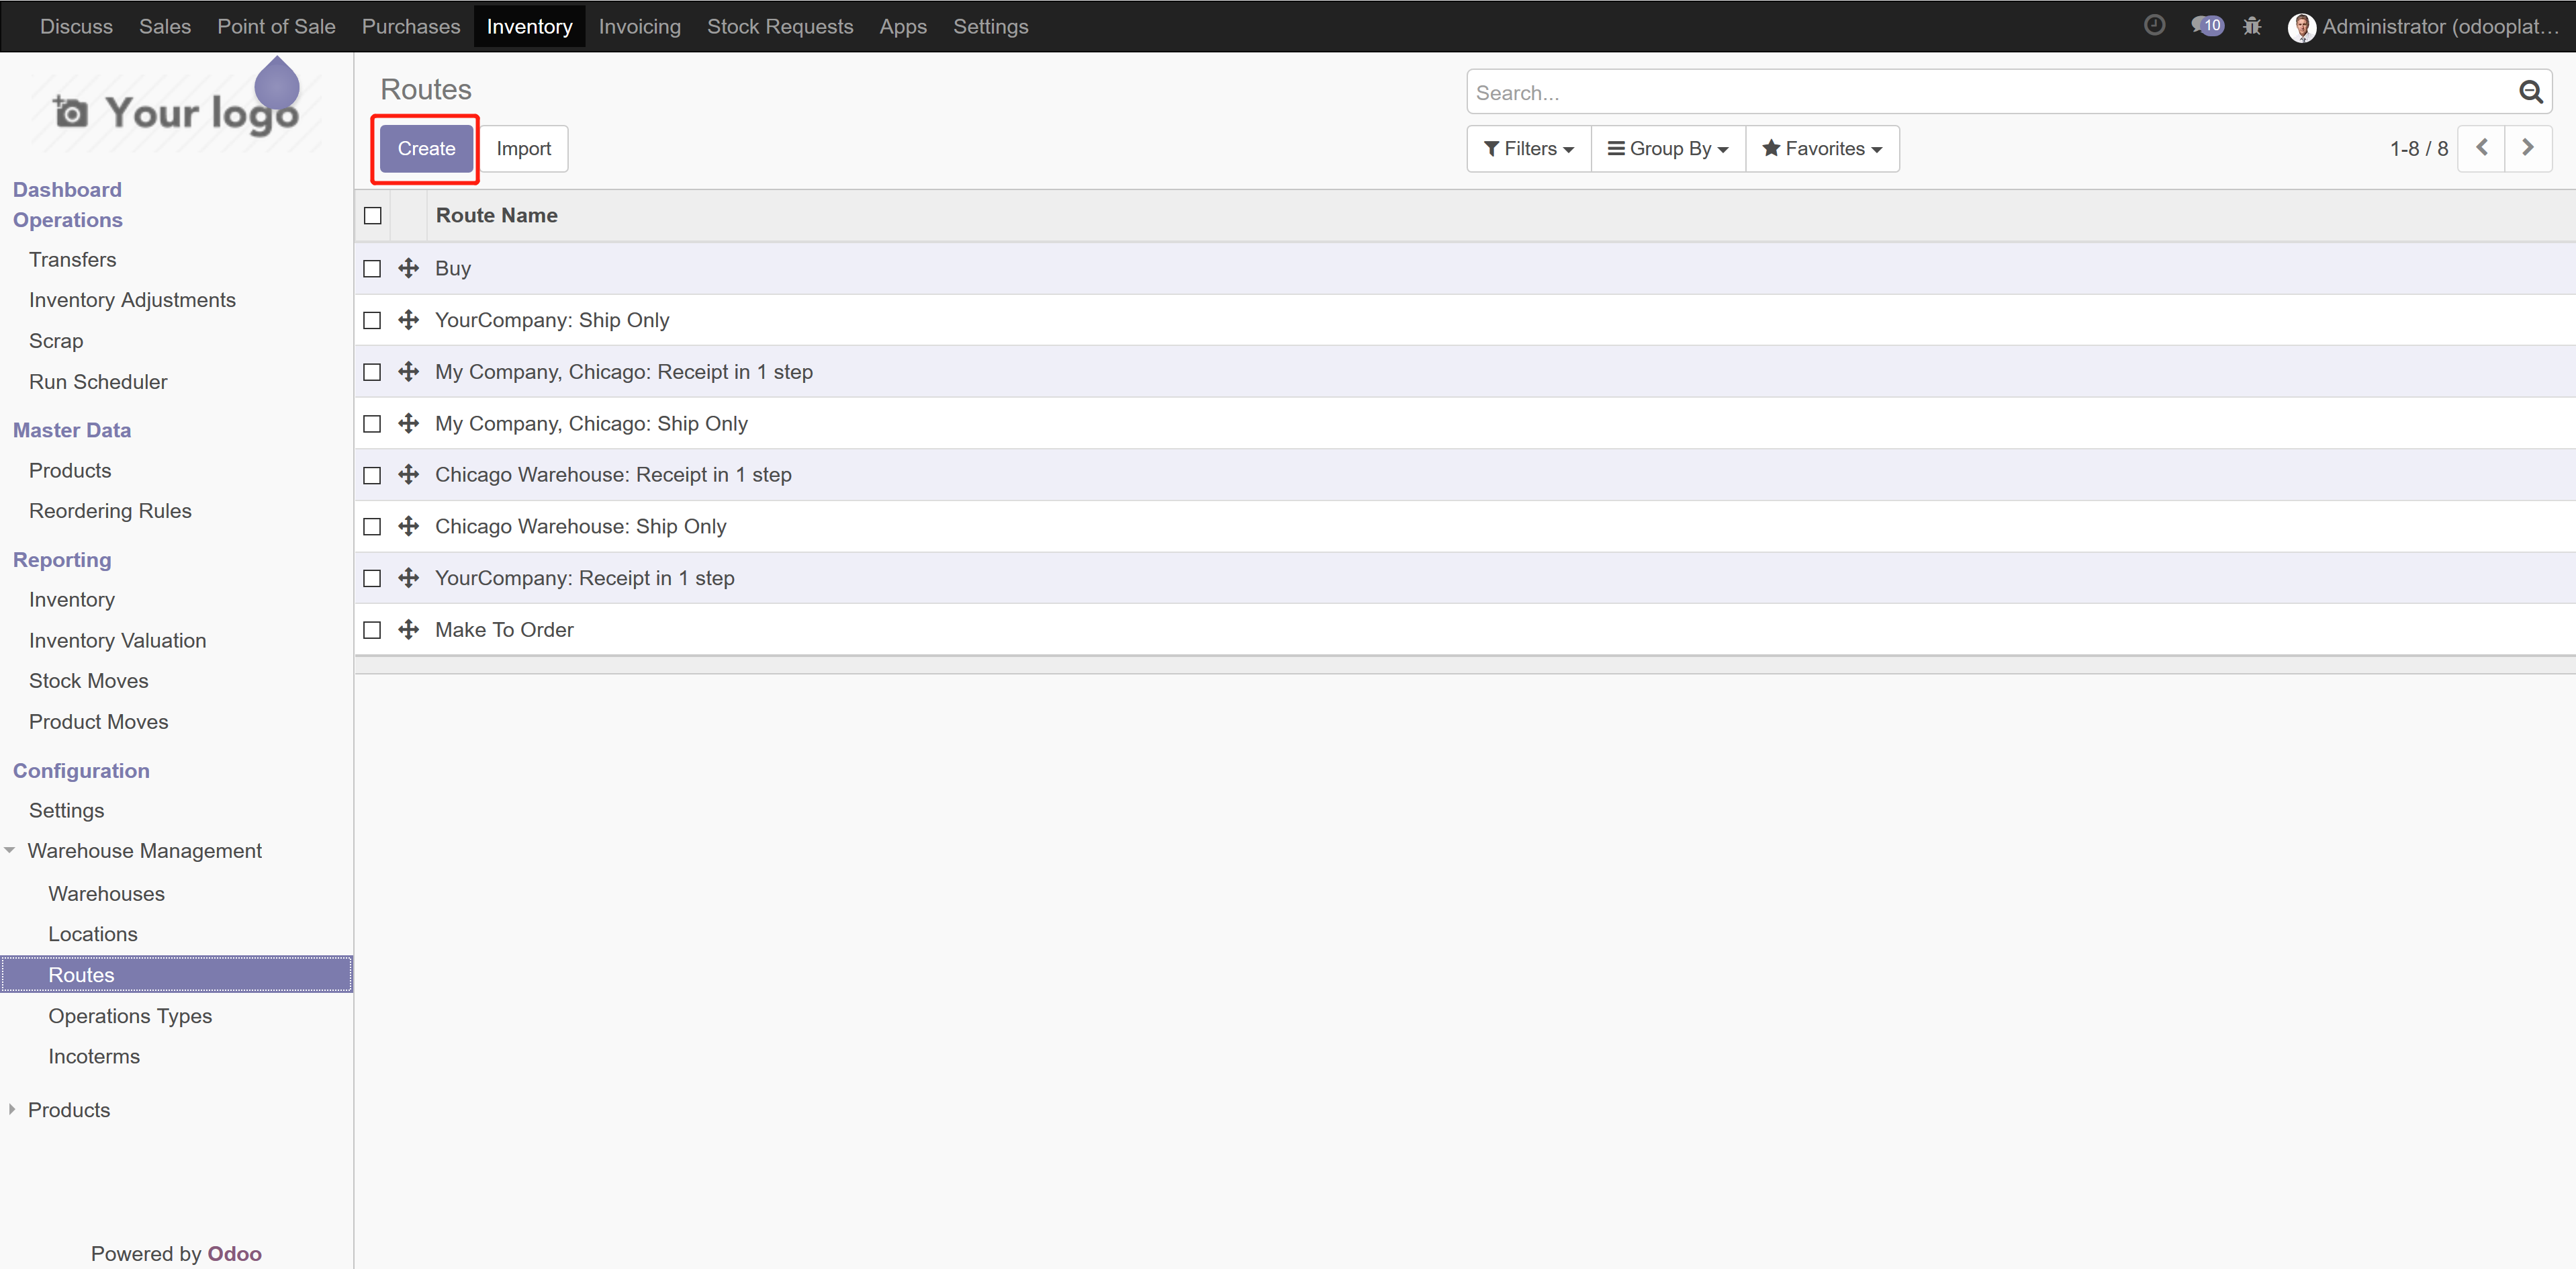 Discuss Sales Point of Sale Purchases Inventory Invoicing Stock Requests Apps Settings 10 Administrator (odooplat...
Your logo
Dashboard
Operations
Transfers
Inventory Adjustments
Scrap
Run Scheduler
Master Data
Products
Reordering Rules
Reporting
Inventory
Inventory Valuation
Stock Moves
Product Moves
Configuration
Settings
Warehouse Management
Warehouses
Locations
Routes
Operations Types
Incoterms
Products
Powered by Odoo
Routes
Search...
Create Import
Filters Group By Favorites 1-8 / 8
Route Name
Buy
YourCompany: Ship Only
My Company, Chicago: Receipt in 1 step
My Company, Chicago: Ship Only
Chicago Warehouse: Receipt in 1 step
Chicago Warehouse: Ship Only
YourCompany: Receipt in 1 step
Make To Order